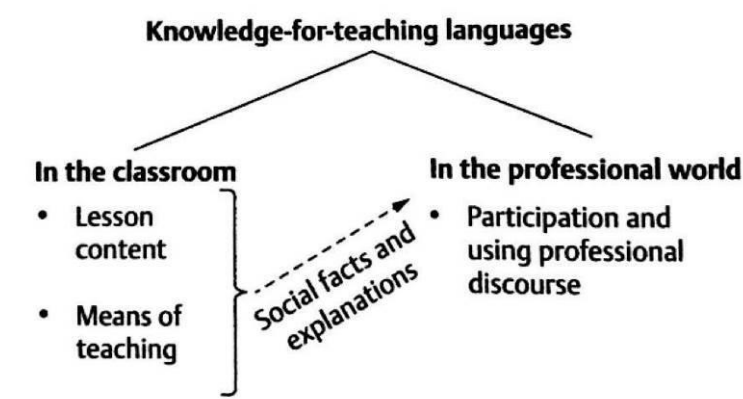 Knowledge-for-teaching languages
In the classroom
• Lesson
content
• Means of
teaching
Social facts and
explanations
In the professional world
• Participation and
using professional
discourse